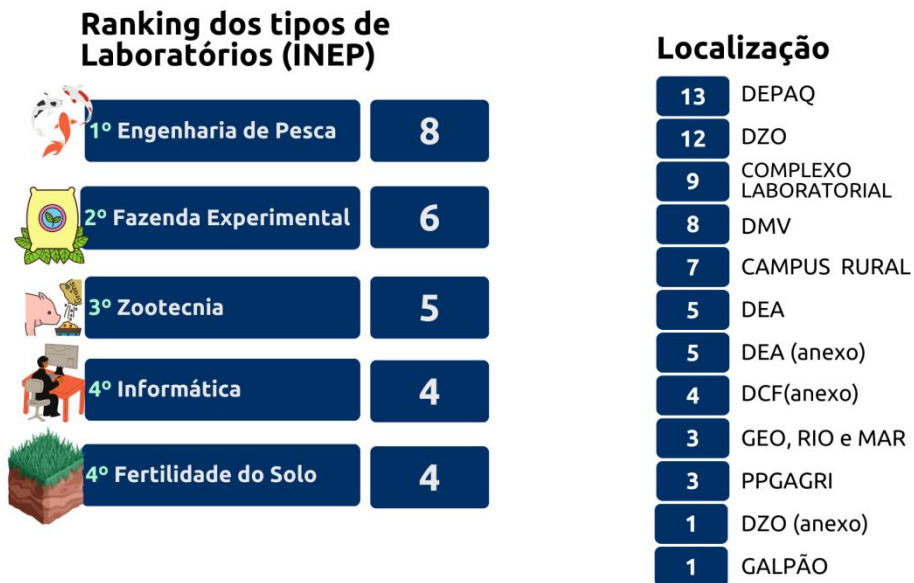 Ranking dos tipos de
Laboratórios (INEP)
1º Engenharia de Pesca 8
2º Fazenda Experimental 6
3º Zootecnia 5
4º Informática 4
4º Fertilidade do Solo 4
Localização
13 DEPAQ
12 DZO
9 COMPLEXO
LABORATORIAL
8 DMV
7 CAMPUS RURAL
5 DEA
5 DEA (anexo)
4 DCF(anexo)
3 GEO, RIO e MAR
3 PPGAGRI
1 DZO (anexo)
1 GALPÃO